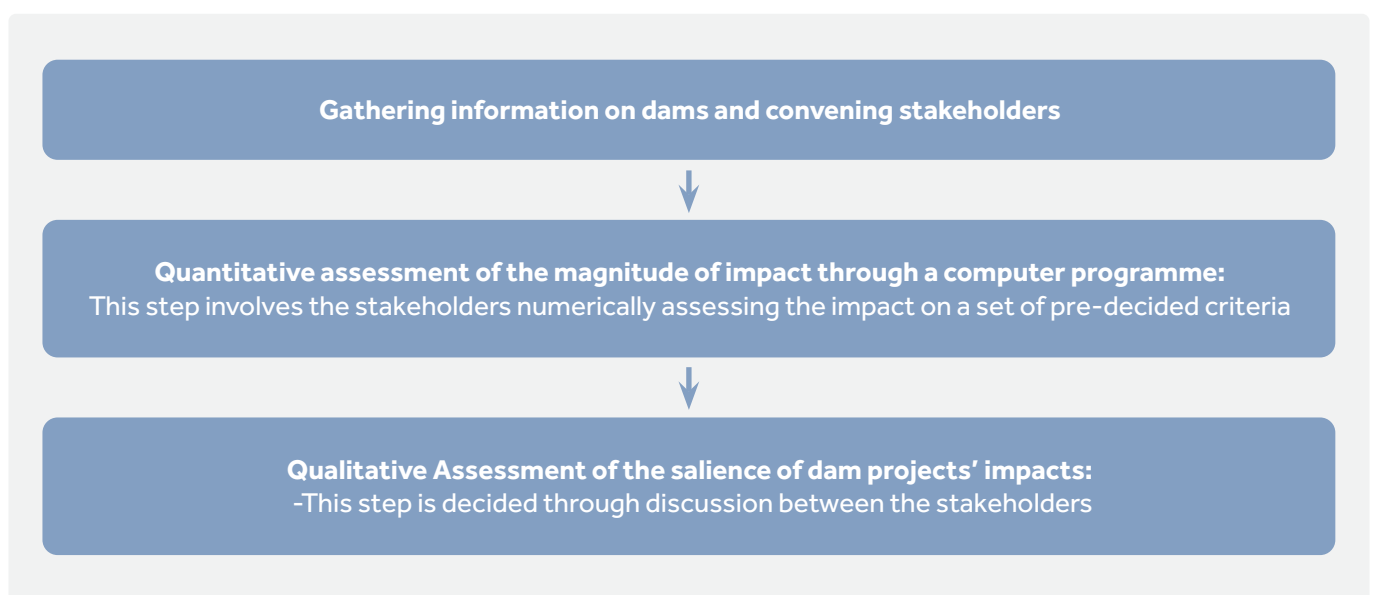 Gathering information on dams and convening stakeholders
Quantitative assessment of the magnitude of impact through a computer programme:
This step involves the stakeholders numerically assessing the impact on a set of pre-decided criteria
Qualitative Assessment of the salience of dam projects’ impacts:
-This step is decided through discussion between the stakeholders